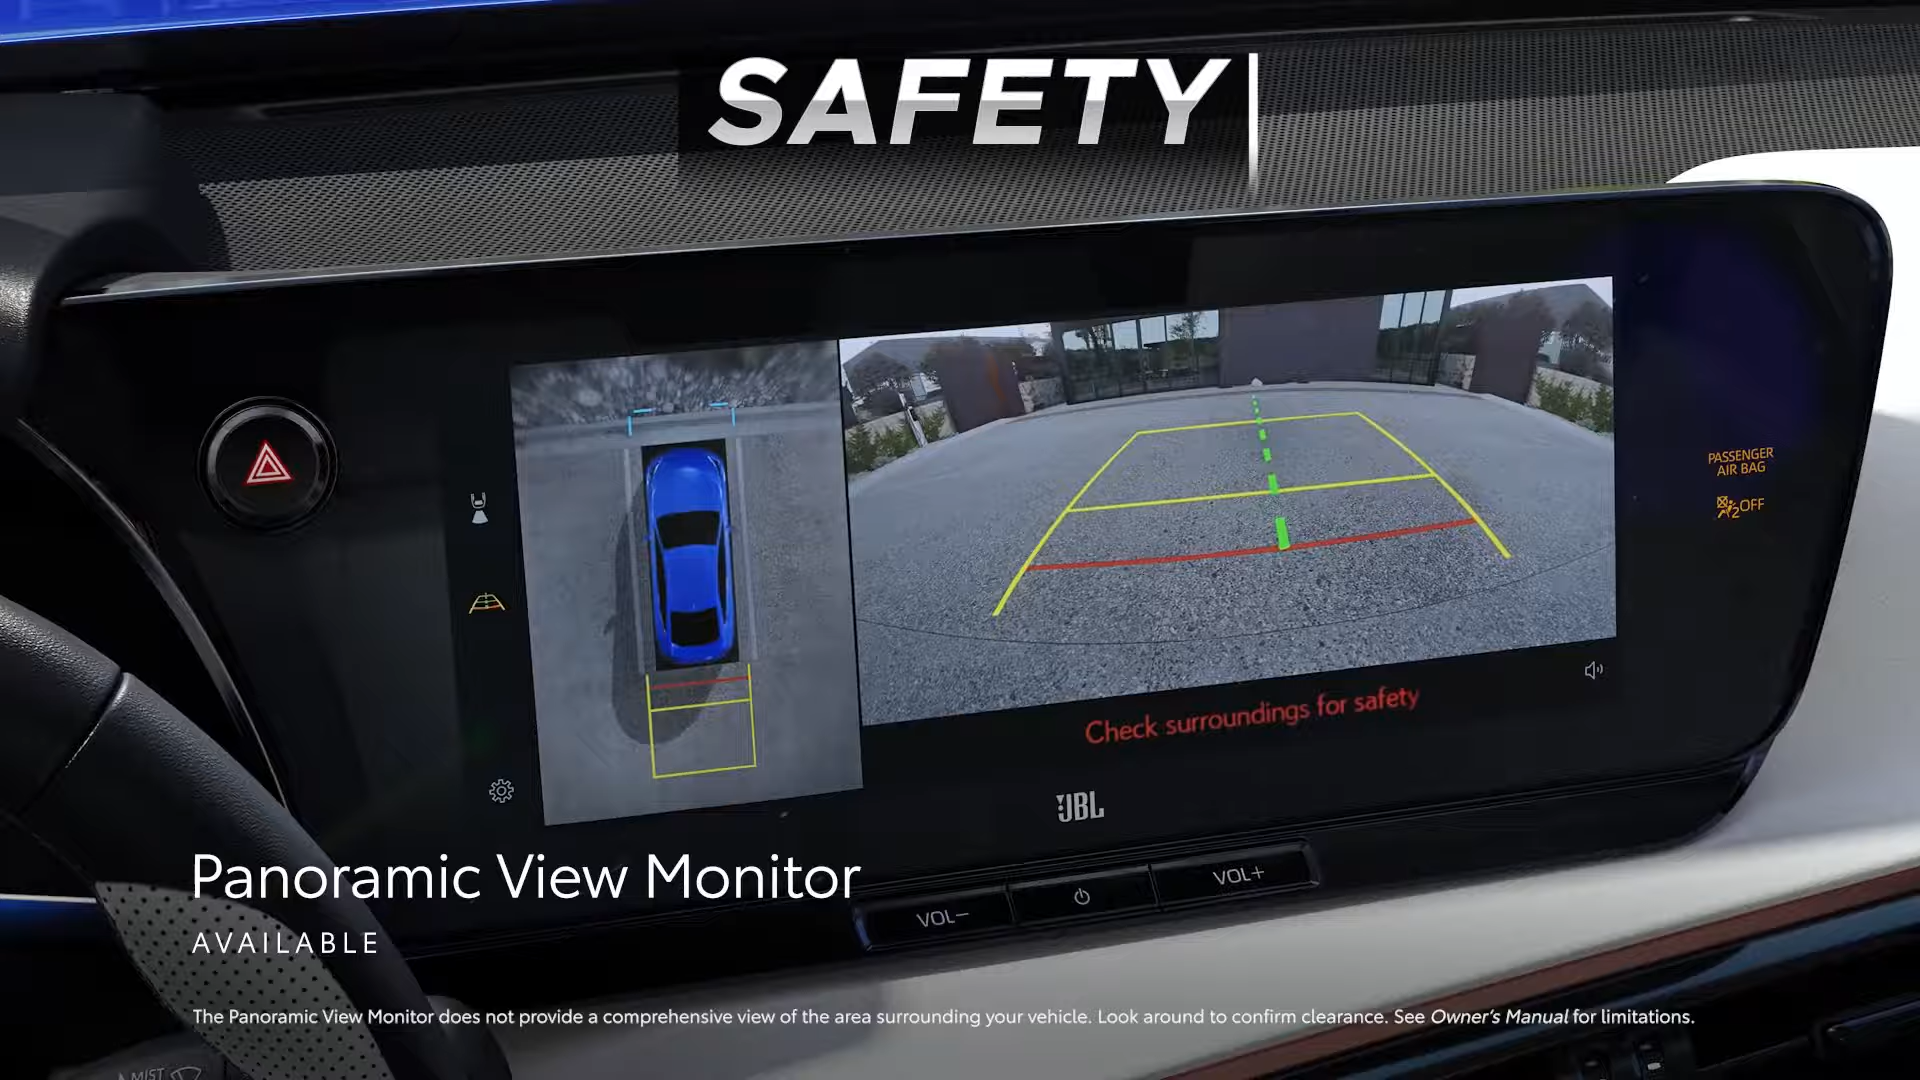 SAFETY
PASSENGER
AIR BAG
2 OFF
Check surroundings for safety
JBL
VOL-
VOL+
Panoramic View Monitor
AVAILABLE
The Panoramic View Monitor does not provide a comprehensive view of the area surrounding your vehicle. Look around to confirm clearance. See Owner's Manual for limitations.
MIST